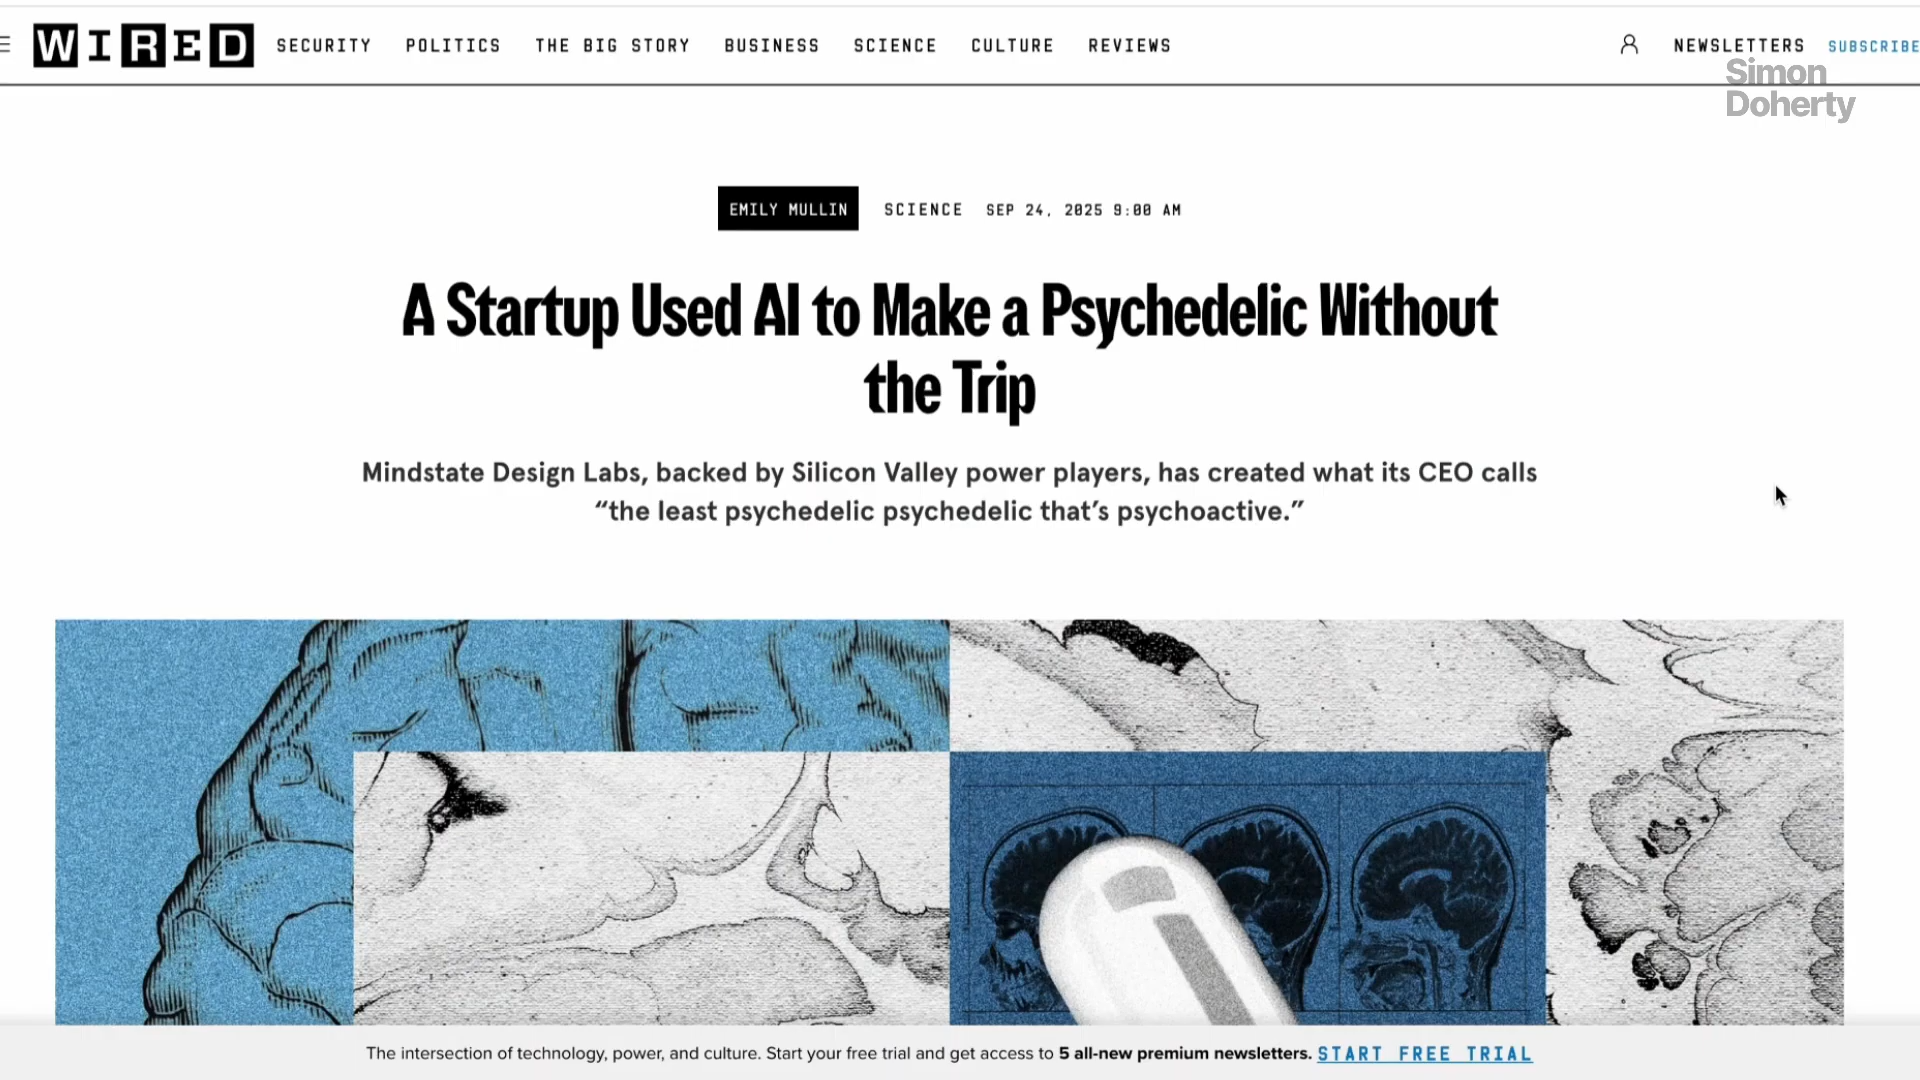 WIRED SECURITY POLITICS THE BIG STORY BUSINESS SCIENCE CULTURE REVIEWS NEWSLETTERS SUBSCRIBE
Simon
Doherty
EMILY MULLIN SCIENCE SEP 24, 2025 9:00 AM
A Startup Used AI to Make a Psychedelic Without
the Trip
Mindstate Design Labs, backed by Silicon Valley power players, has created what its CEO calls
“the least psychedelic psychedelic that’s psychoactive.”
The intersection of technology, power, and culture. Start your free trial and get access to 5 all-new premium newsletters. START FREE TRIAL